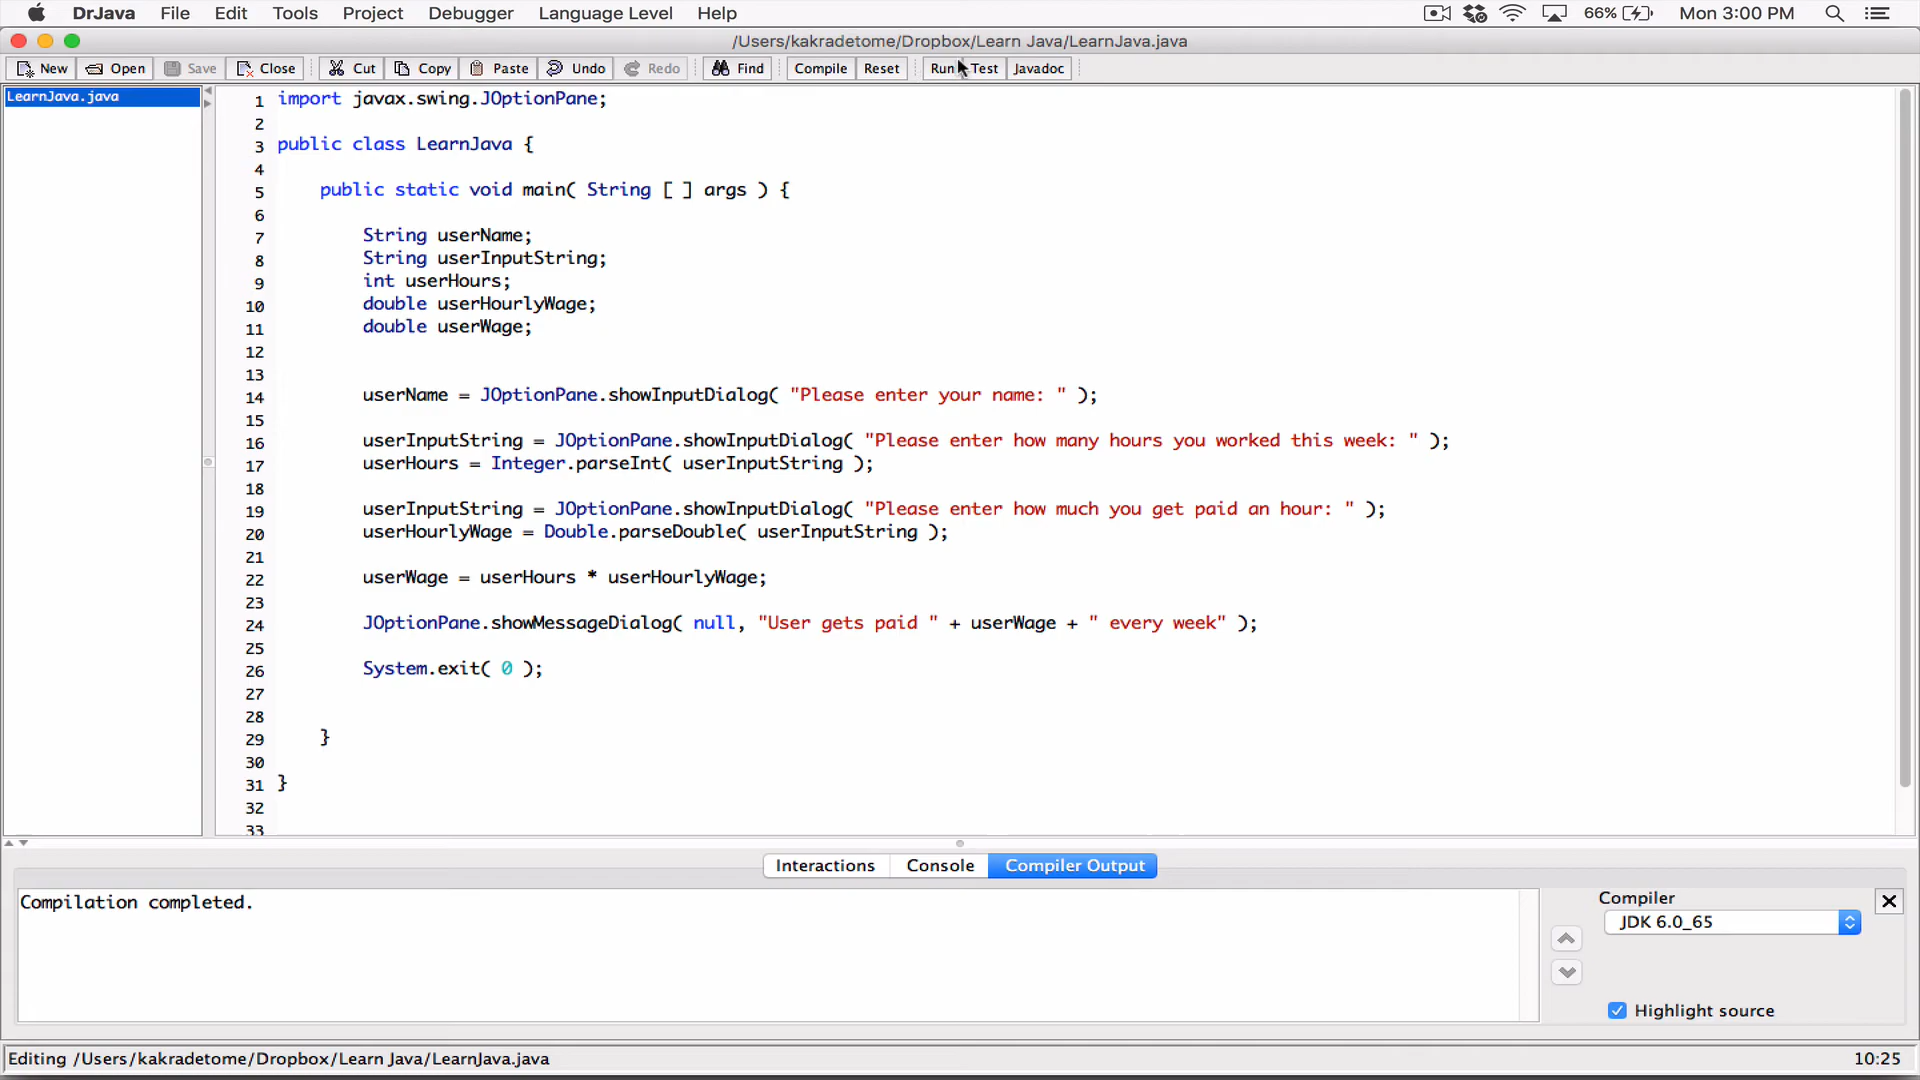 DrJava File Edit Tools Project Debugger Language Level Help 66% Mon 3:00 PM
/Users/kakradetome/Dropbox/Learn Java/LearnJava.java
New Open Save Close Cut Copy Paste Undo Redo Find Compile Reset Run Test Javadoc
LearnJava.java
1 import javax.swing.JOptionPane;
2
3 public class LearnJava {
4
5 public static void main( String [ ] args ) {
6
7 String userName;
8 String userInputString;
9 int userHours;
10 double userHourlyWage;
11 double userWage;
12
13
14 userName = JOptionPane.showInputDialog( "Please enter your name: " );
15
16 userInputString = JOptionPane.showInputDialog( "Please enter how many hours you worked this week: " );
17 userHours = Integer.parseInt( userInputString );
18
19 userInputString = JOptionPane.showInputDialog( "Please enter how much you get paid an hour: " );
20 userHourlyWage = Double.parseDouble( userInputString );
21
22 userWage = userHours * userHourlyWage;
23
24 JOptionPane.showMessageDialog( null, "User gets paid " + userWage + " every week" );
25
26 System.exit( 0 );
27
28
29 }
30
31 }
32
33
Interactions Console Compiler Output
Compilation completed.
Compiler
JDK 6.0_65
Highlight source
Editing /Users/kakradetome/Dropbox/Learn Java/LearnJava.java 10:25